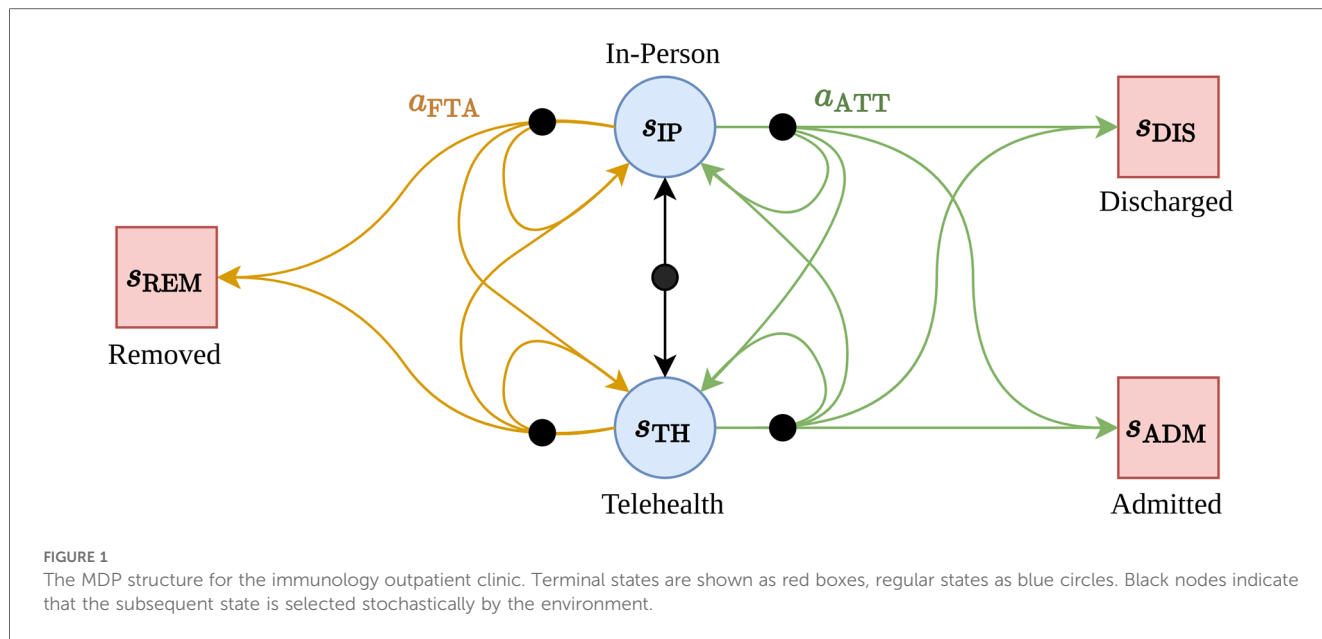 In-Person
a_FTA
a_ATT
s_IP
s_DIS
Discharged
s_REM
Removed
s_TH
s_ADM
Telehealth
Admitted
FIGURE 1
The MDP structure for the immunology outpatient clinic. Terminal states are shown as red boxes, regular states as blue circles. Black nodes indicate
that the subsequent state is selected stochastically by the environment.